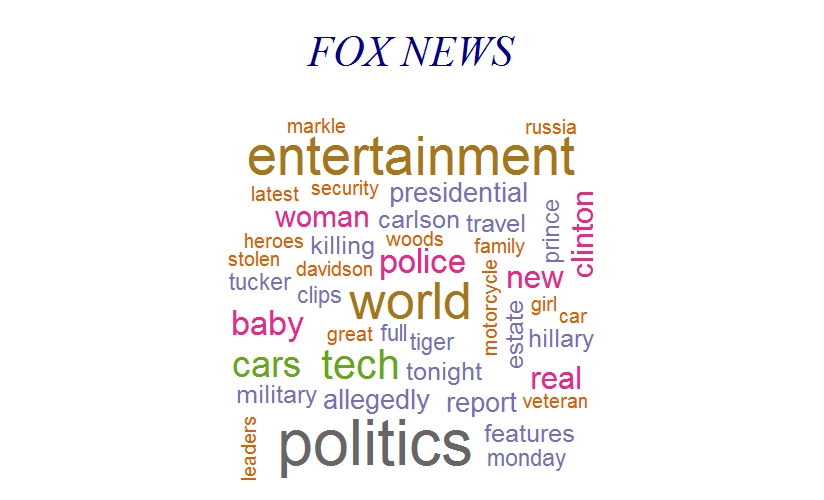 FOX NEWS
markle
russia
entertainment
latest
security
presidential
woman
carlson
travel
prince
clinton
heroes
killing
woods
family
stolen
davidson
police
tucker
clips
world
motorcycle
new
baby
great
full
tiger
estate
girl
car
hillary
cars
tech
tonight
real
military
allegedly
report
veteran
leaders
politics
features
monday